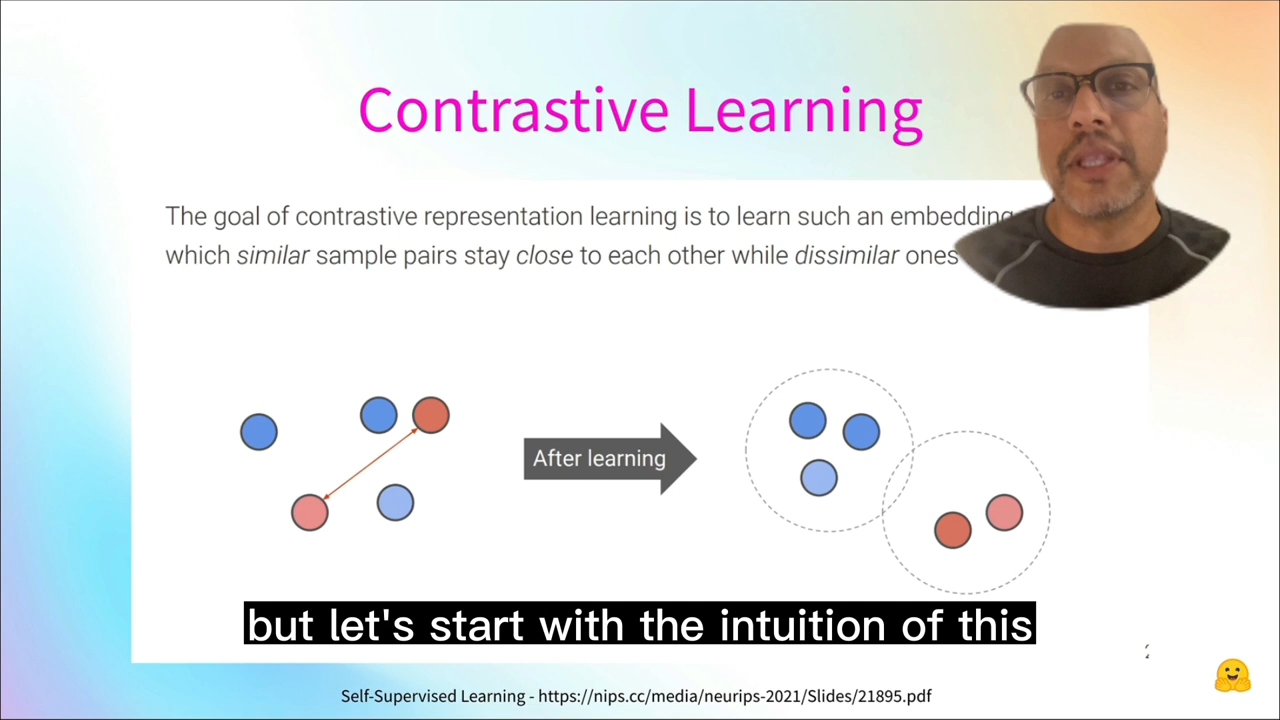 Contrastive Learning
The goal of contrastive representation learning is to learn such an embedding
which similar sample pairs stay close to each other while dissimilar ones
After learning
but let's start with the intuition of this
Self-Supervised Learning - https://nips.cc/media/neurips-2021/Slides/21895.pdf